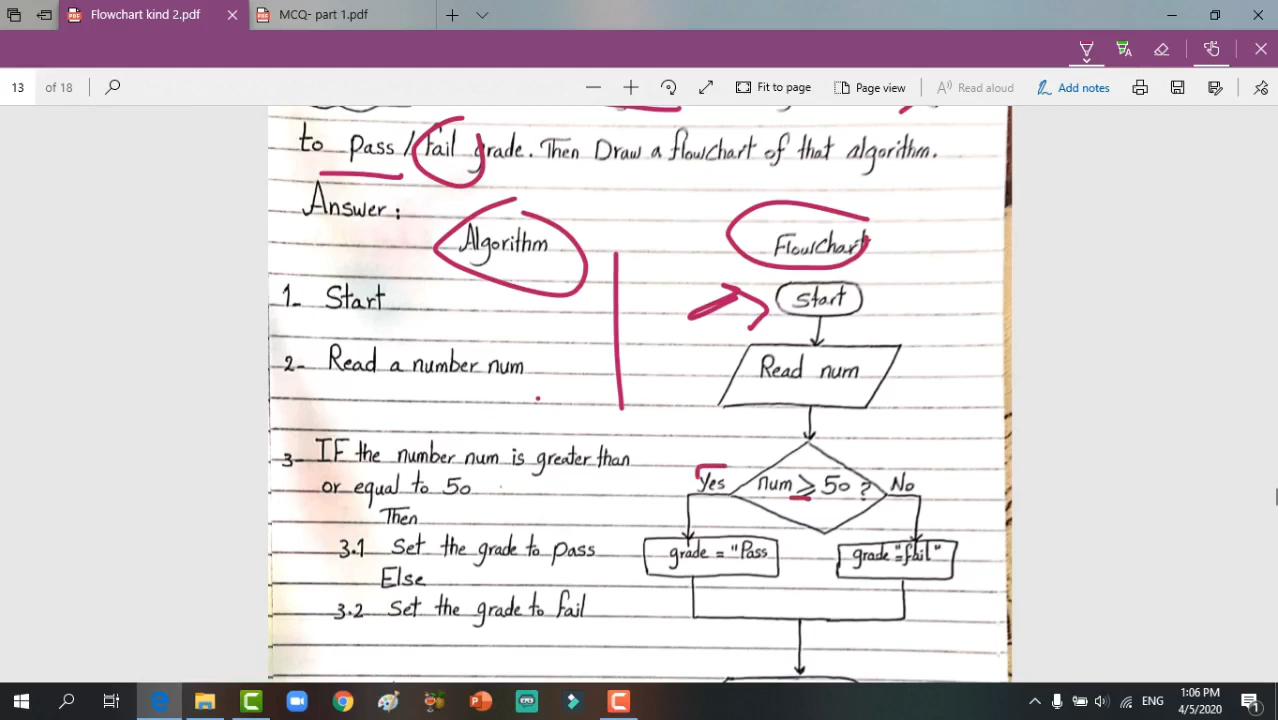 Flowchart kind 2.pdf
MCQ- part 1.pdf
13 of 18
Fit to page
Page view
Read aloud
Add notes
to pass / fail grade. Then Draw a flowchart of that algorithm.
Answer :
Algorithm
1- Start
2- Read a number num
3- IF the number num is greater than
or equal to 50
Then
3.1 Set the grade to pass
Else
3.2 Set the grade to fail
Flowchart
Start
Read num
Yes
num ≥ 50 ?
No
grade = "Pass
grade = "fail"
ENG
1:06 PM
4/5/2020